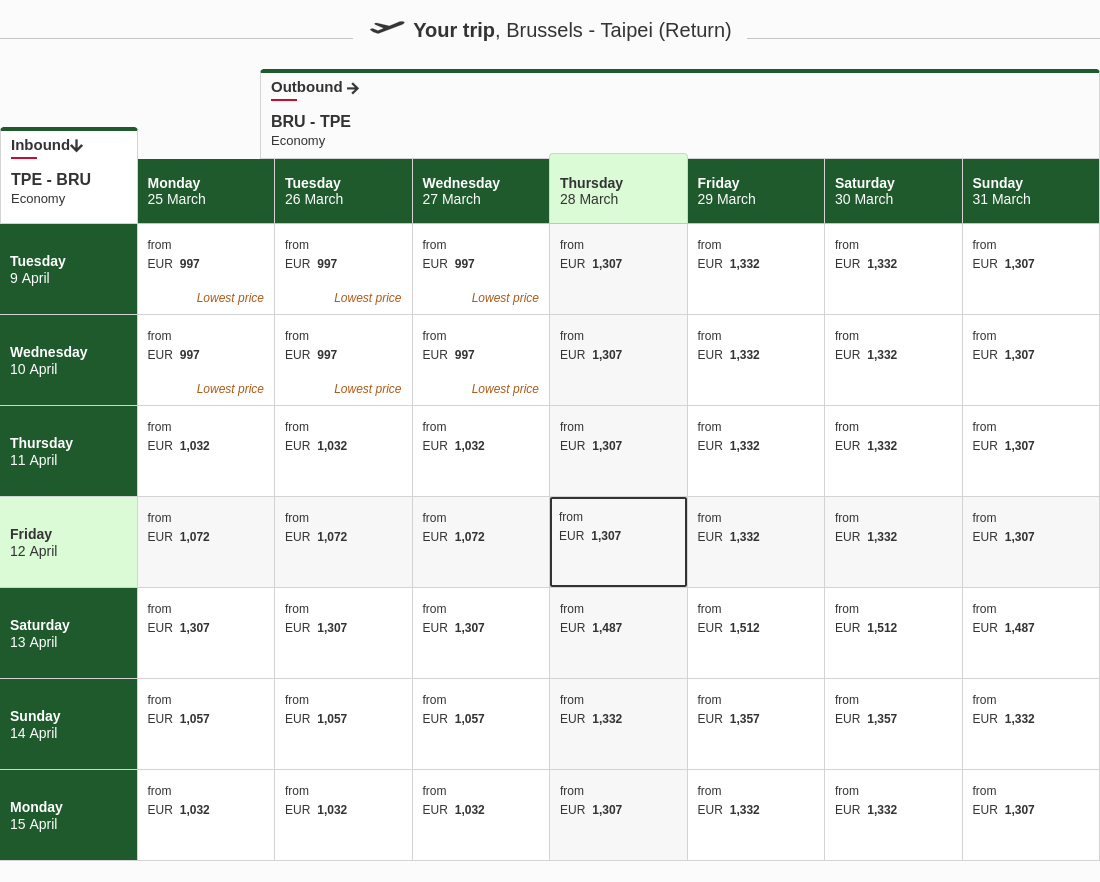 Your trip, Brussels - Taipei (Return)
Outbound
BRU - TPE
Economy
Inbound
TPE - BRU
Economy
Monday Tuesday Wednesday Thursday Friday Saturday Sunday
25 March 26 March 27 March 28 March 29 March 30 March 31 March
Tuesday
9 April
from from from from from from from
EUR 997 EUR 997 EUR 997 EUR 1,307 EUR 1,332 EUR 1,332 EUR 1,307
Lowest price Lowest price Lowest price
Wednesday
10 April
from from from from from from from
EUR 997 EUR 997 EUR 997 EUR 1,307 EUR 1,332 EUR 1,332 EUR 1,307
Lowest price Lowest price Lowest price
Thursday
11 April
from from from from from from from
EUR 1,032 EUR 1,032 EUR 1,032 EUR 1,307 EUR 1,332 EUR 1,332 EUR 1,307
Friday
12 April
from from from from from from from
EUR 1,072 EUR 1,072 EUR 1,072 EUR 1,307 EUR 1,332 EUR 1,332 EUR 1,307
Saturday
13 April
from from from from from from from
EUR 1,307 EUR 1,307 EUR 1,307 EUR 1,487 EUR 1,512 EUR 1,512 EUR 1,487
Sunday
14 April
from from from from from from from
EUR 1,057 EUR 1,057 EUR 1,057 EUR 1,332 EUR 1,357 EUR 1,357 EUR 1,332
Monday
15 April
from from from from from from from
EUR 1,032 EUR 1,032 EUR 1,032 EUR 1,307 EUR 1,332 EUR 1,332 EUR 1,307